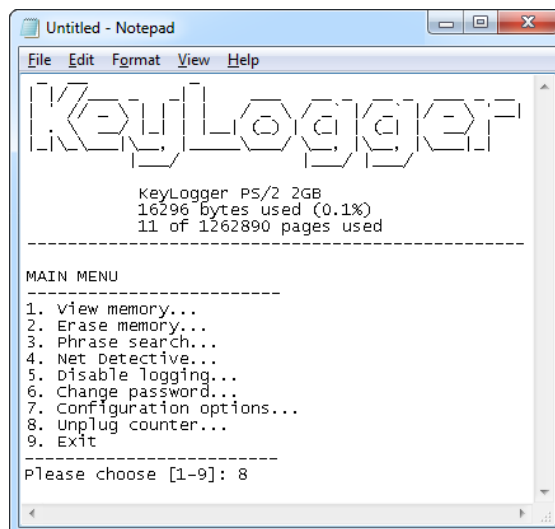 Untitled - Notepad
File Edit Format View Help
KeyLogger
KeyLogger PS/2 2GB
16296 bytes used (0.1%)
11 of 1262890 pages used
--------------------------------------------------
MAIN MENU
-------------------------
1. View memory...
2. Erase memory...
3. Phrase search...
4. Net Detective...
5. Disable logging...
6. Change password...
7. Configuration options...
8. Unplug counter...
9. Exit
-------------------------
Please choose [1-9]: 8